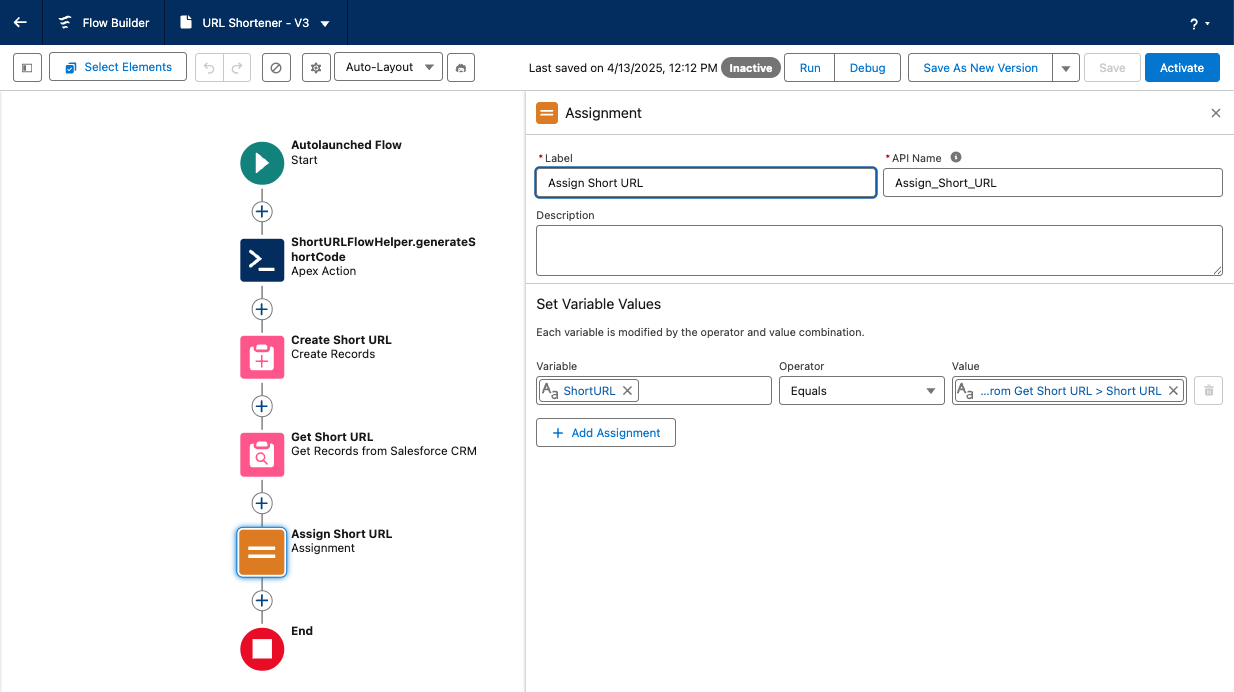 Flow Builder
URL Shortener - V3
?
Select Elements
Auto-Layout
Last saved on 4/13/2025, 12:12 PM
Inactive
Run
Debug
Save As New Version
Save
Activate
Autolaunched Flow
Start
ShortURLFlowHelper.generateS
hortCode
Apex Action
Create Short URL
Create Records
Get Short URL
Get Records from Salesforce CRM
Assign Short URL
Assignment
End
Assignment
*Label
*API Name
Assign Short URL
Assign_Short_URL
Description
Set Variable Values
Each variable is modified by the operator and value combination.
Variable
Operator
Value
Aa ShortURL
Equals
Aa ...rom Get Short URL > Short URL
+ Add Assignment